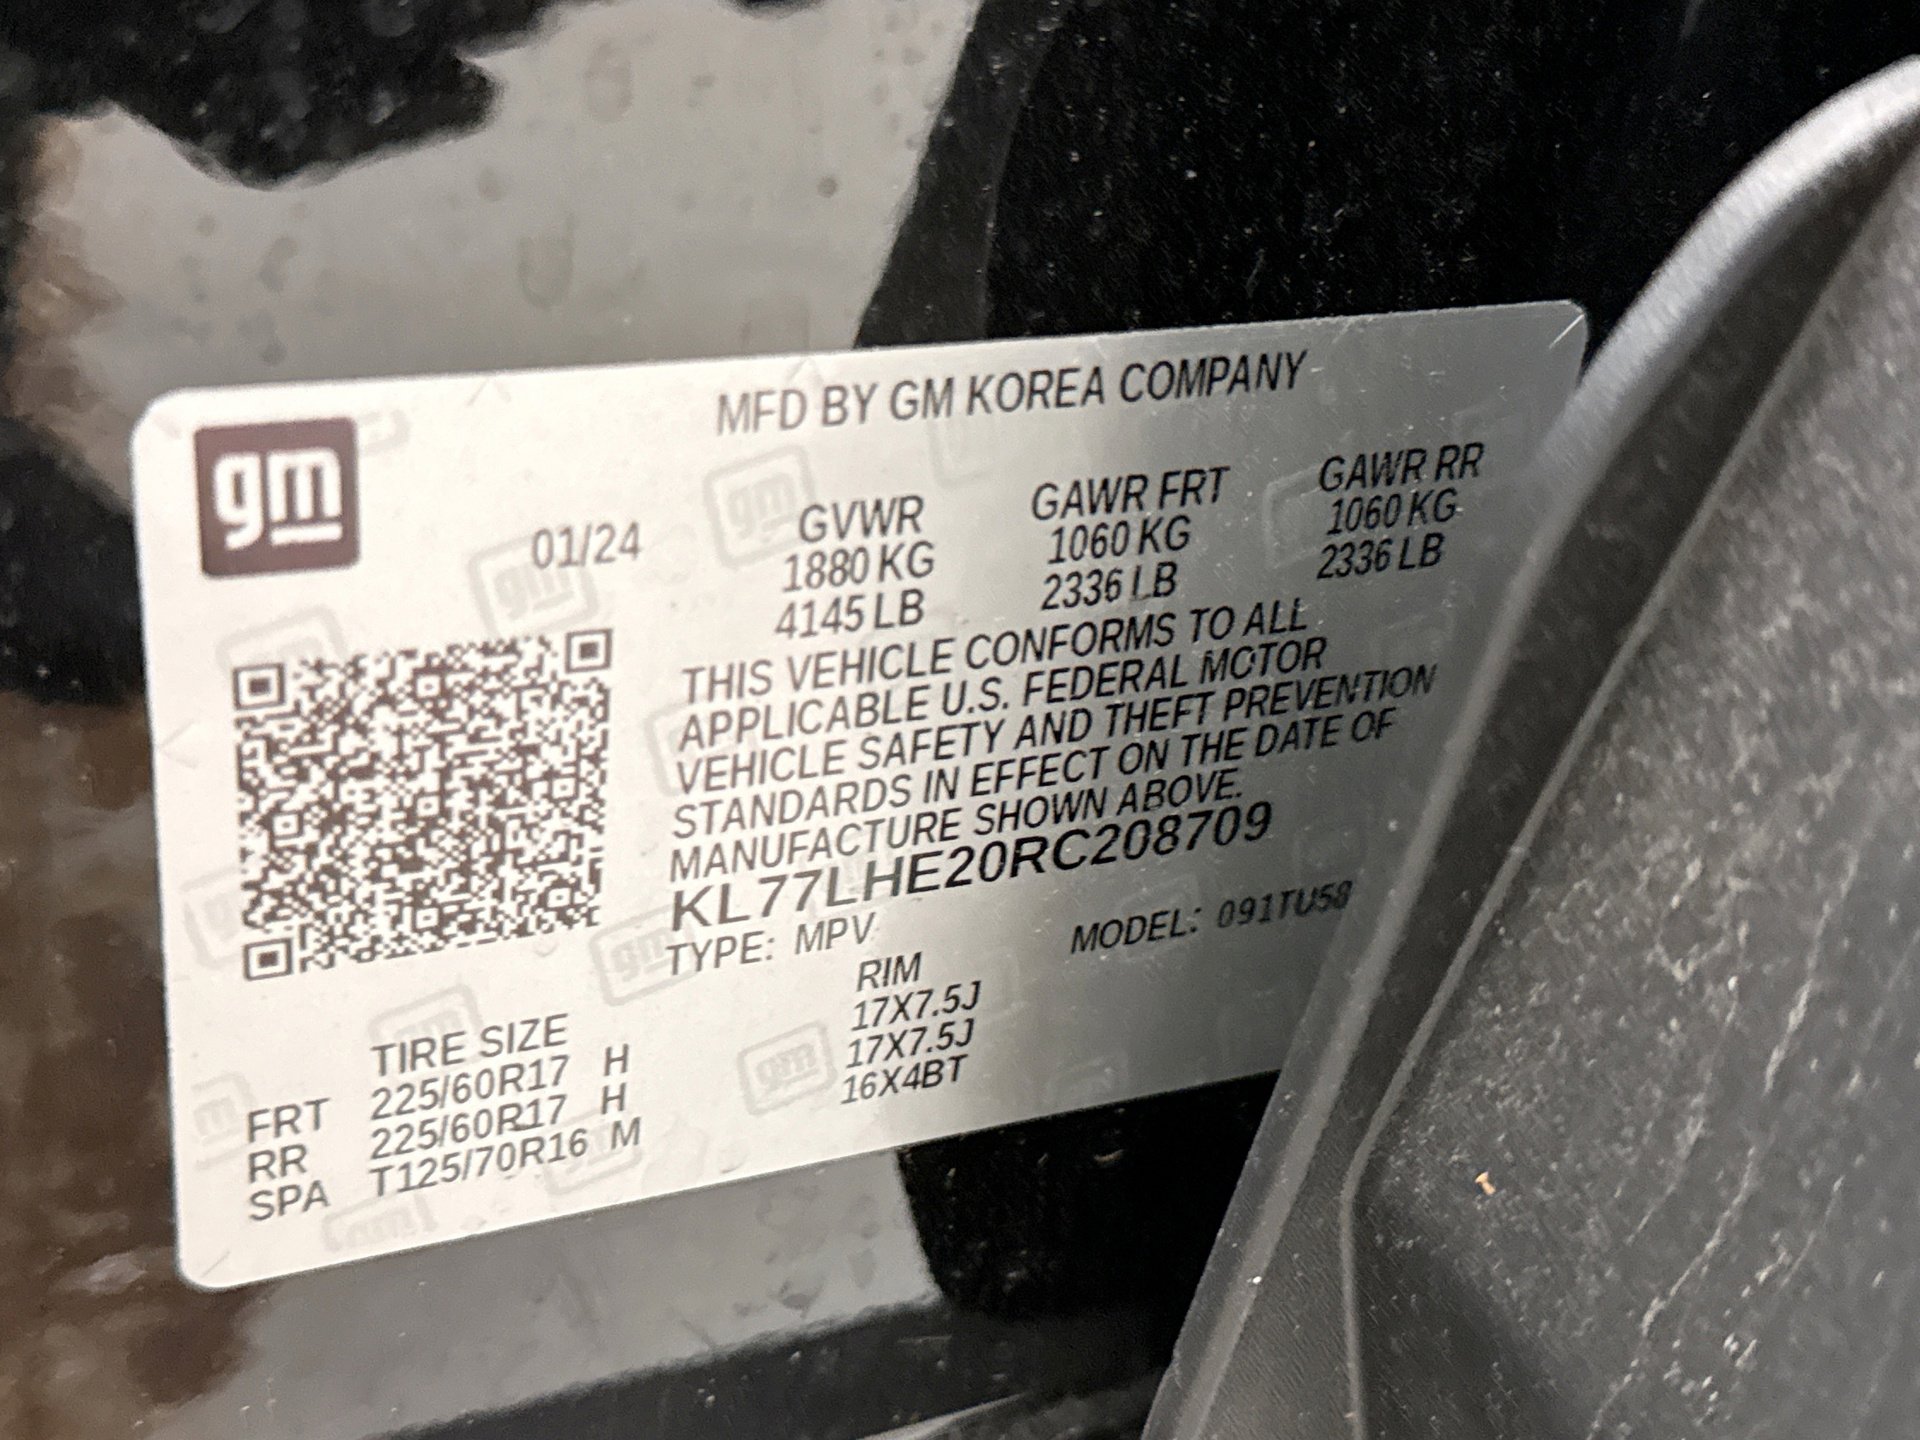 gm
MFD BY GM KOREA COMPANY
01/24 GVWR GAWR FRT GAWR RR
1880 KG 1060 KG 1060 KG
4145 LB 2336 LB 2336 LB
THIS VEHICLE CONFORMS TO ALL
APPLICABLE U.S. FEDERAL MOTOR
VEHICLE SAFETY AND THEFT PREVENTION
STANDARDS IN EFFECT ON THE DATE OF
MANUFACTURE SHOWN ABOVE.
KL77LHE20RC208709
TYPE: MPV MODEL: 091TU58
TIRE SIZE RIM
FRT 225/60R17 H 17X7.5J
RR 225/60R17 H 17X7.5J
SPA T125/70R16 M 16X4BT